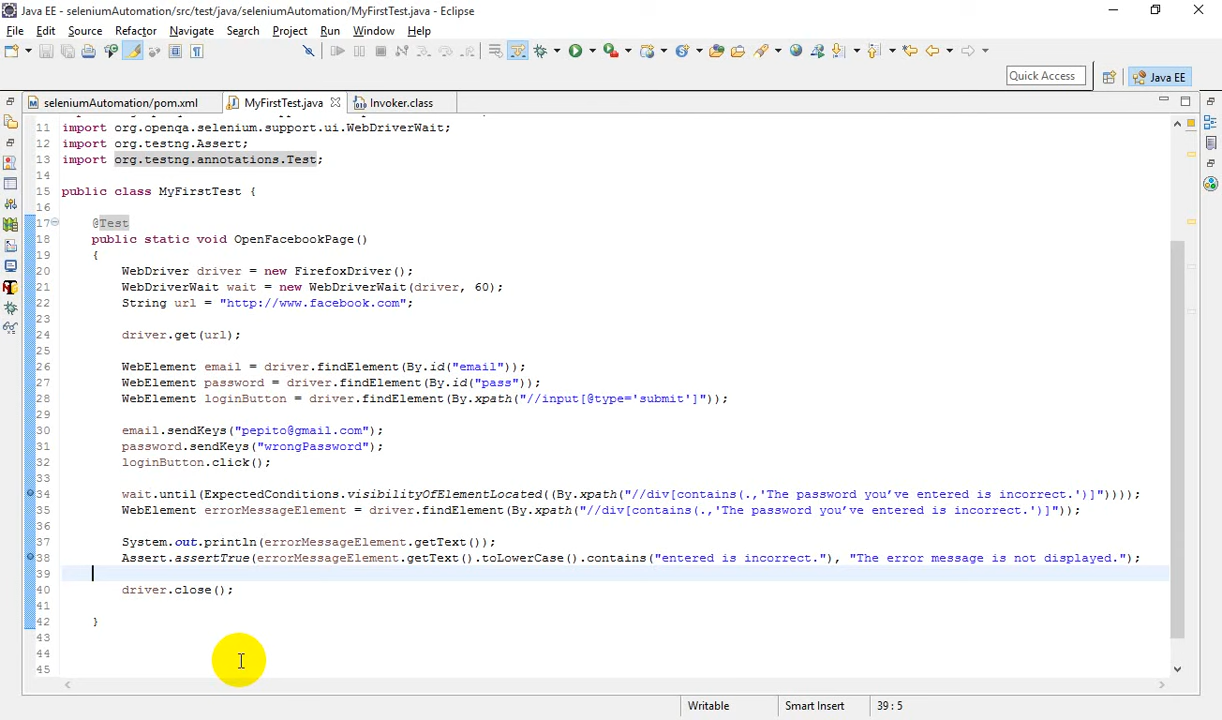 Java EE - seleniumAutomation/src/test/java/seleniumAutomation/MyFirstTest.java - Eclipse
File Edit Source Refactor Navigate Search Project Run Window Help
Quick Access
Java EE
seleniumAutomation/pom.xml
MyFirstTest.java
Invoker.class
11 import org.openqa.selenium.support.ui.WebDriverWait;
12 import org.testng.Assert;
13 import org.testng.annotations.Test;
14
15 public class MyFirstTest {
16
17 @Test
18 public static void OpenFacebookPage()
19 {
20 WebDriver driver = new FirefoxDriver();
21 WebDriverWait wait = new WebDriverWait(driver, 60);
22 String url = "http://www.facebook.com";
23
24 driver.get(url);
25
26 WebElement email = driver.findElement(By.id("email"));
27 WebElement password = driver.findElement(By.id("pass"));
28 WebElement loginButton = driver.findElement(By.xpath("//input[@type='submit']"));
29
30 email.sendKeys("pepito@gmail.com");
31 password.sendKeys("wrongPassword");
32 loginButton.click();
33
34 wait.until(ExpectedConditions.visibilityOfElementLocated((By.xpath("//div[contains(.,'The password you’ve entered is incorrect.')]"))));
35 WebElement errorMessageElement = driver.findElement(By.xpath("//div[contains(.,'The password you’ve entered is incorrect.')]"));
36
37 System.out.println(errorMessageElement.getText());
38 Assert.assertTrue(errorMessageElement.getText().toLowerCase().contains("entered is incorrect."), "The error message is not displayed.");
39
40 driver.close();
41
42 }
43
44
45
Writable
Smart Insert
39 : 5